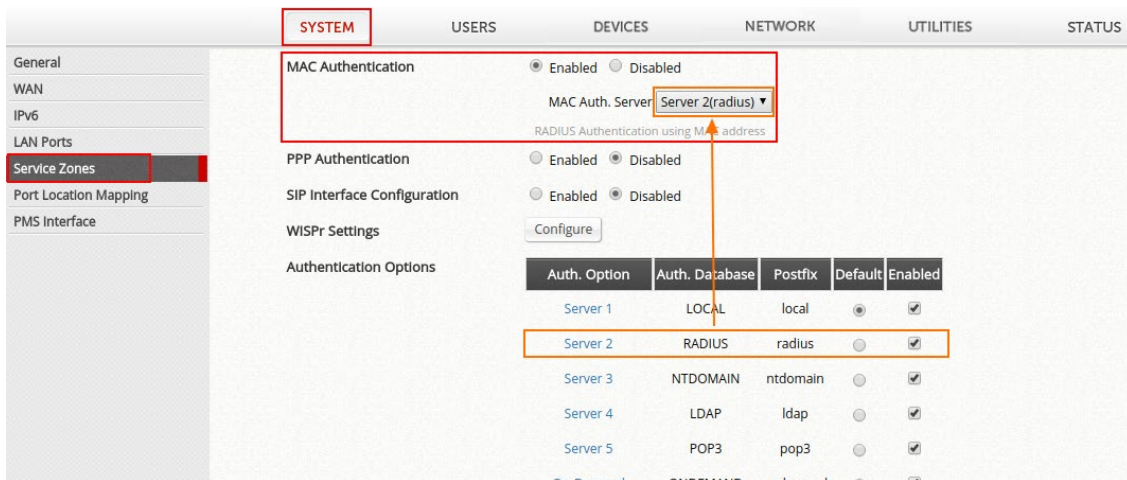 SYSTEM USERS DEVICES NETWORK UTILITIES STATUS
General
WAN
IPv6
LAN Ports
Service Zones
Port Location Mapping
PMS Interface
MAC Authentication Enabled Disabled
MAC Auth. Server Server 2(radius)
RADIUS Authentication using MAC address
PPP Authentication Enabled Disabled
SIP Interface Configuration Enabled Disabled
WISPr Settings Configure
Authentication Options
Auth. Option Auth. Database Postfix Default Enabled
Server 1 LOCAL local
Server 2 RADIUS radius
Server 3 NTDOMAIN ntdomain
Server 4 LDAP ldap
Server 5 POP3 pop3